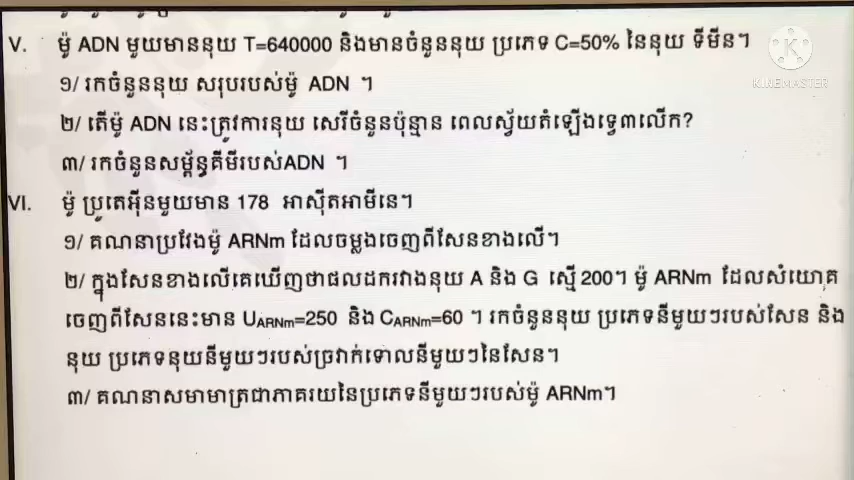 V. ម៉ូ ADN មួយមាននុយ T=640000 និងមានចំនួននុយ ប្រភេទ C=50% នៃនុយ ទីមីន។
KINEMASTER
១/ រកចំនួននុយ សរុបរបស់ម៉ូ ADN ។
២/ តើម៉ូ ADN នេះត្រូវការនុយ សេរីចំនួនប៉ុន្មាន ពេលស្វ័យតំឡើងទ្វេ៣លើក?
៣/ រកចំនួនសម្ព័ន្ធគីមីរបស់ADN ។
VI. ម៉ូ ប្រូតេអ៊ីនមួយមាន 178 អាស៊ីតអាមីនេ។
១/ គណនាប្រវែងម៉ូ ARNm ដែលចម្លងចេញពីសែនខាងលើ។
២/ ក្នុងសែនខាងលើគេឃើញថាផលដករវាងនុយ A និង G ស្មើ 200។ ម៉ូ ARNm ដែលសំយោគ
ចេញពីសែននេះមាន UARNm=250 និង CARNm=60 ។ រកចំនួននុយ ប្រភេទនីមួយៗរបស់សែន និង
នុយ ប្រភេទនុយនីមួយៗរបស់ច្រវាក់ទោលនីមួយៗនៃសែន។
៣/ គណនាសមាមាត្រជាភាគរយនៃប្រភេទនីមួយៗរបស់ម៉ូ ARNm។